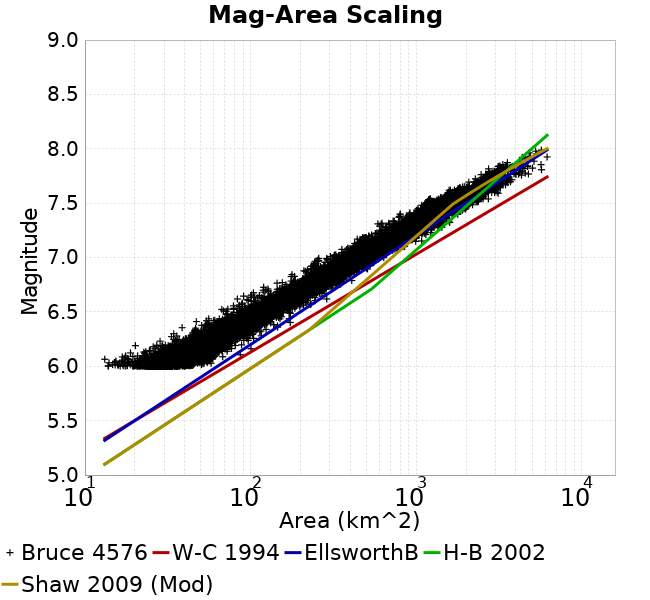 Mag-Area Scaling
9.0
8.5
8.0
7.5
7.0
6.5
6.0
5.5
5.0
Magnitude
10^1 10^2 10^3 10^4
Area (km^2)
+ Bruce 4576 W-C 1994 EllsworthB H-B 2002
Shaw 2009 (Mod)